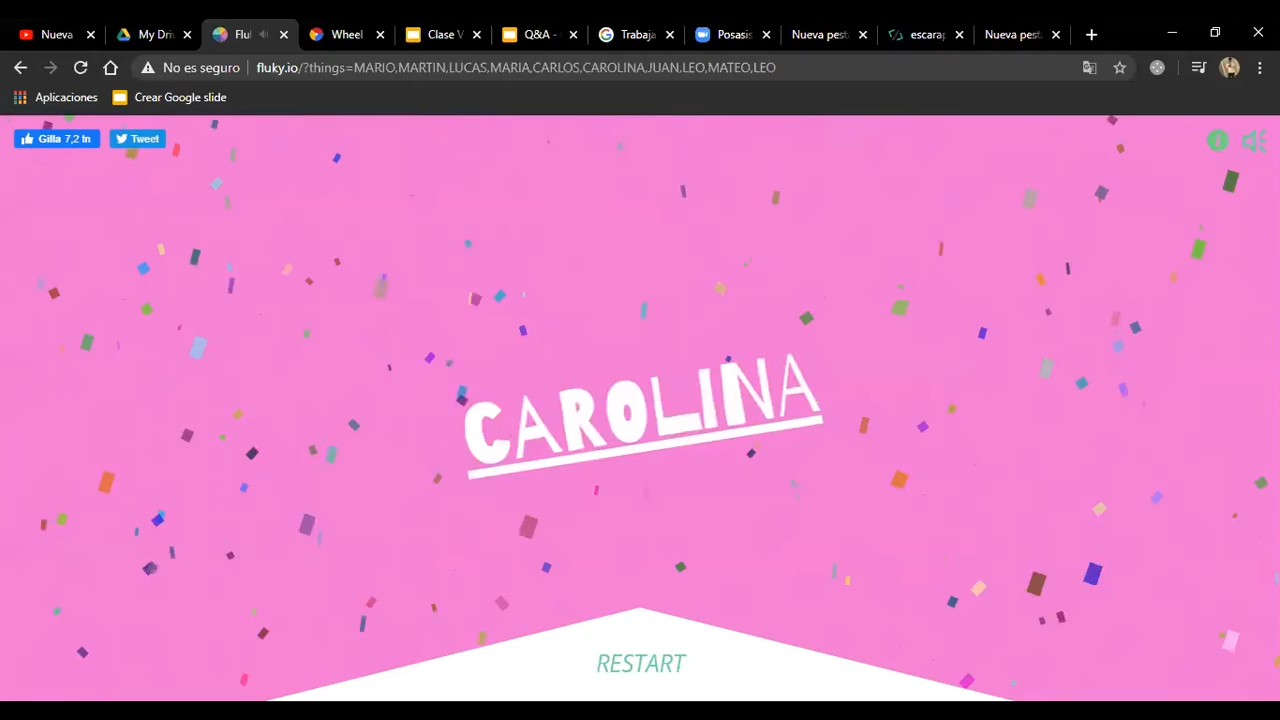 Nueva
My Driv
Flu
Wheel
Clase V
Q&A -
Trabaja
Posasis
Nueva pest
escarap
Nueva pest
No es seguro
fluky.io/?things=MARIO,MARTIN,LUCAS,MARIA,CARLOS,CAROLINA,JUAN,LEO,MATEO,LEO
Aplicaciones
Crear Google slide
Gilla 7,2 tn
Tweet
CAROLINA
RESTART